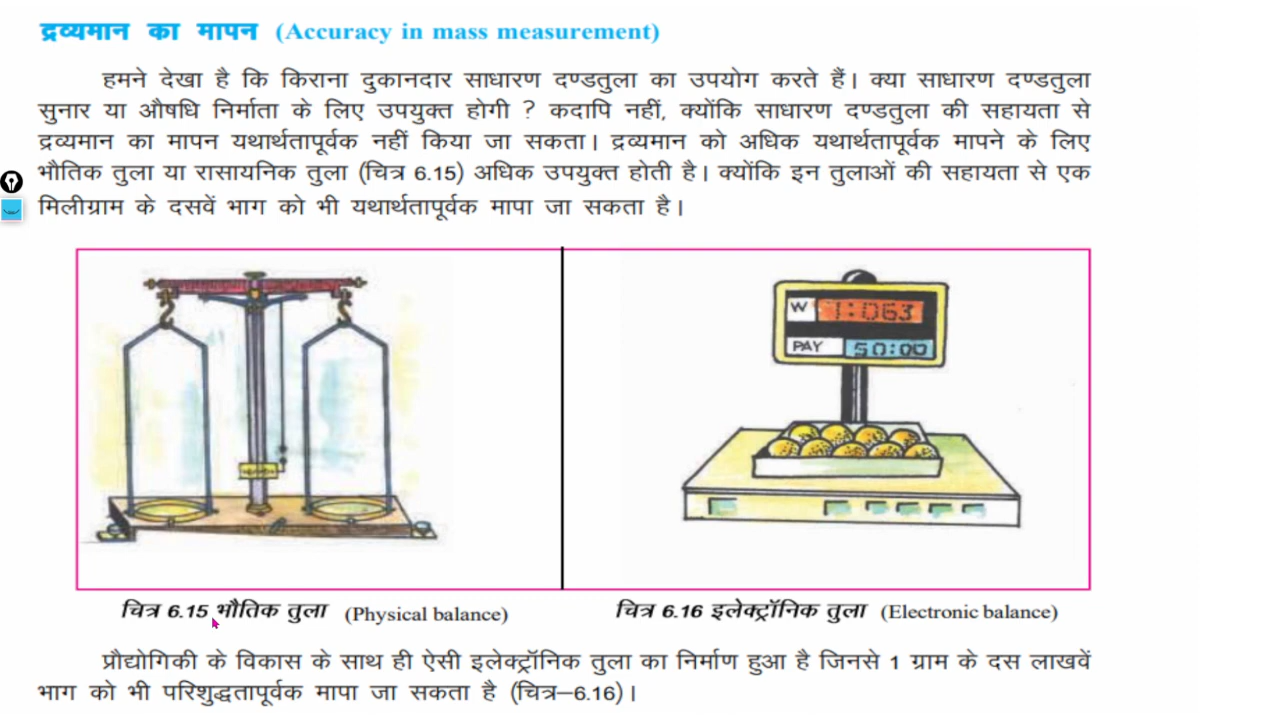 द्रव्यमान का मापन (Accuracy in mass measurement)
हमने देखा है कि किराना दुकानदार साधारण दण्डतुला का उपयोग करते हैं। क्या साधारण दण्डतुला
सुनार या औषधि निर्माता के लिए उपयुक्त होगी ? कदापि नहीं, क्योंकि साधारण दण्डतुला की सहायता से
द्रव्यमान का मापन यथार्थतापूर्वक नहीं किया जा सकता। द्रव्यमान को अधिक यथार्थतापूर्वक मापने के लिए
भौतिक तुला या रासायनिक तुला (चित्र 6.15) अधिक उपयुक्त होती है। क्योंकि इन तुलाओं की सहायता से एक
मिलीग्राम के दसवें भाग को भी यथार्थतापूर्वक मापा जा सकता है।
W 1:063
PAY 50:00
चित्र 6.15 भौतिक तुला (Physical balance)
चित्र 6.16 इलेक्ट्रॉनिक तुला (Electronic balance)
प्रौद्योगिकी के विकास के साथ ही ऐसी इलेक्ट्रॉनिक तुला का निर्माण हुआ है जिनसे 1 ग्राम के दस लाखवें
भाग को भी परिशुद्धतापूर्वक मापा जा सकता है (चित्र–6.16)।